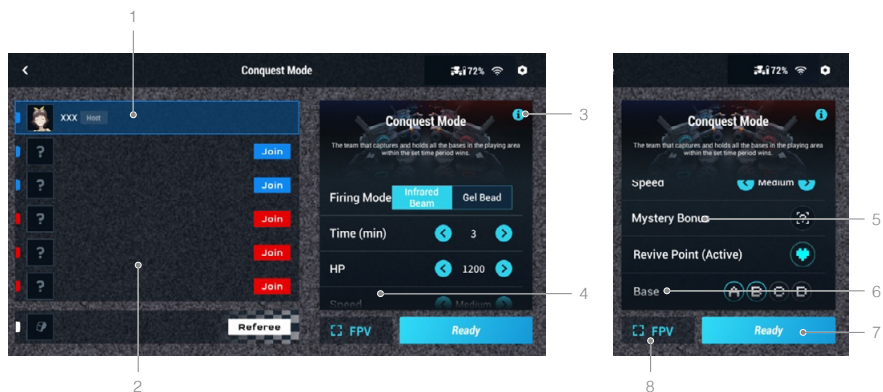 1
Conquest Mode
72%
72%
XXX Host
3
Conquest Mode
The team that captures and holds all the bases in the playing area
within the set time period wins.
Conquest Mode
The team that captures and holds all the bases in the playing area
within the set time period wins.
? Join
? Join
? Join
? Join
? Join
Firing Mode Infrared Beam Gel Bead
Time (min) 3
HP 1200
Speed Medium
4
Speed Medium
Mystery Bonus
5
Revive Point (Active)
Base A B C D
6
Referee
FPV Ready
FPV Ready
7
2
8